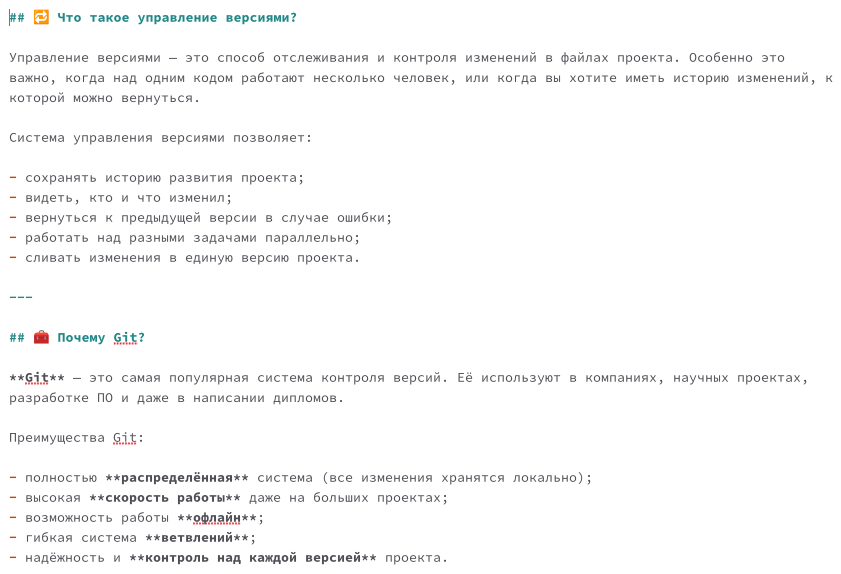 ## 🔁 Что такое управление версиями?
Управление версиями — это способ отслеживания и контроля изменений в файлах проекта. Особенно это
важно, когда над одним кодом работают несколько человек, или когда вы хотите иметь историю изменений, к
которой можно вернуться.
Система управления версиями позволяет:
- сохранять историю развития проекта;
- видеть, кто и что изменил;
- вернуться к предыдущей версии в случае ошибки;
- работать над разными задачами параллельно;
- сливать изменения в единую версию проекта.
---
## 🧰 Почему Git?
**Git** — это самая популярная система контроля версий. Её используют в компаниях, научных проектах,
разработке ПО и даже в написании дипломов.
Преимущества Git:
- полностью **распределённая** система (все изменения хранятся локально);
- высокая **скорость работы** даже на больших проектах;
- возможность работы **офлайн**;
- гибкая система **ветвлений**;
- надёжность и **контроль над каждой версией** проекта.